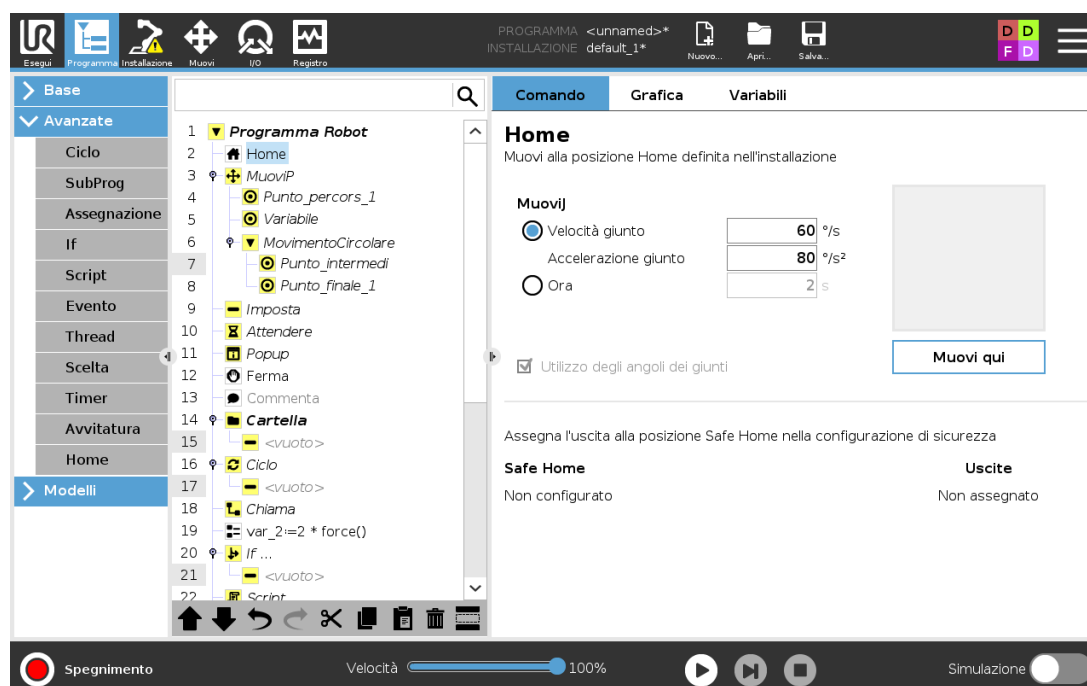 PROGRAMMA <unnamed>*
INSTALLAZIONE default_1*
Esegui Programma Installazione Muovi I/O Registro Nuovo... Apri... Salva...
D D
F D
Base
Avanzate
Ciclo
SubProg
Assegnazione
If
Script
Evento
Thread
Scelta
Timer
Avvitatura
Home
Modelli
1 Programma Robot
2 Home
3 MuoviP
4 Punto_percors_1
5 Variabile
6 MovimentoCircolare
7 Punto_intermedi
8 Punto_finale_1
9 Imposta
10 Attendere
11 Popup
12 Ferma
13 Commenta
14 Cartella
15 <vuoto>
16 Ciclo
17 <vuoto>
18 Chiama
19 var_2:=2 * force()
20 If ...
21 <vuoto>
22 Script
Comando Grafica Variabili
Home
Muovi alla posizione Home definita nell'installazione
MuoviJ
Velocità giunto 60 °/s
Accelerazione giunto 80 °/s²
Ora 2 s
Utilizzo degli angoli dei giunti
Muovi qui
Assegna l'uscita alla posizione Safe Home nella configurazione di sicurezza
Safe Home Uscite
Non configurato Non assegnato
Spegnimento Velocità 100% Simulazione